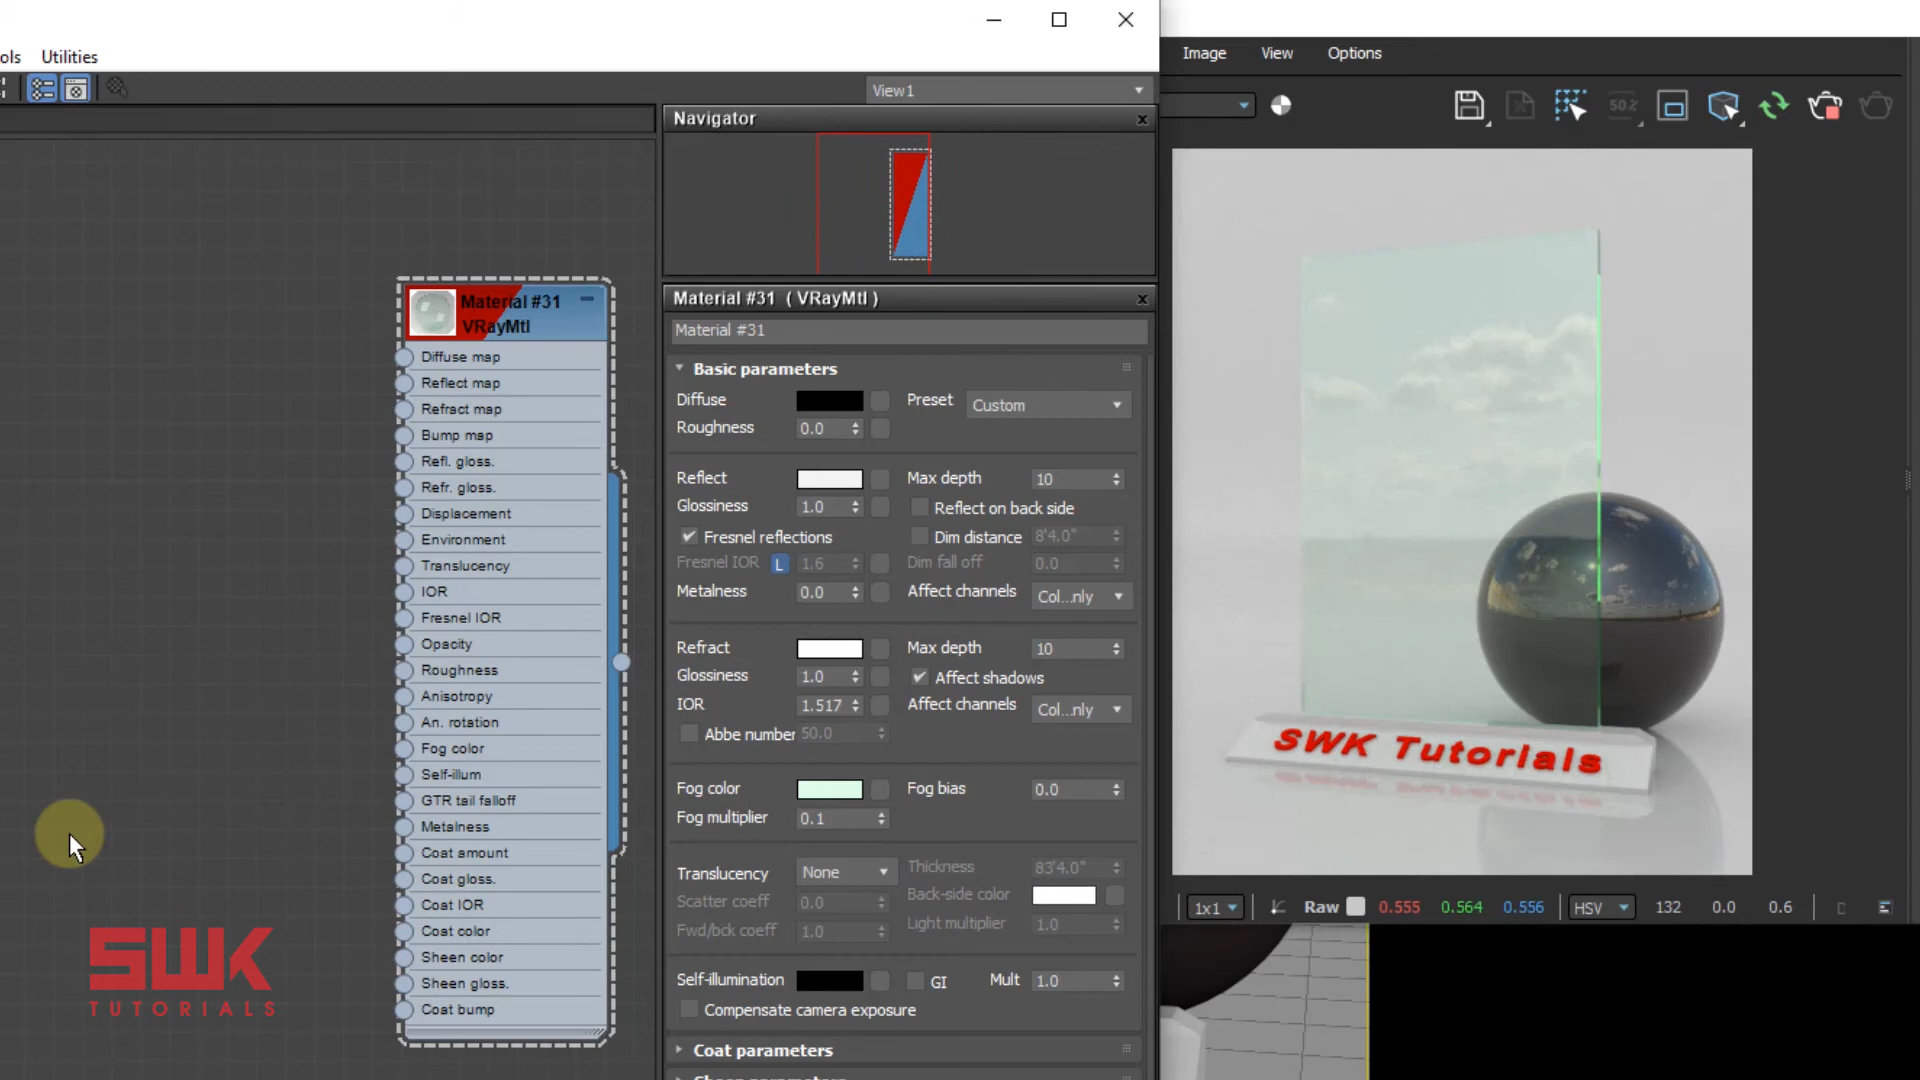 ols Utilities
View1
Navigator
Material #31 ( VRayMtl )
Material #31
Basic parameters
Diffuse
Preset Custom
Roughness 0.0
Reflect
Max depth 10
Glossiness 1.0
Reflect on back side
Fresnel reflections
Dim distance 8'4.0"
Fresnel IOR L 1.6
Dim fall off 0.0
Metalness 0.0
Affect channels Col...nly
Refract
Max depth 10
Glossiness 1.0
Affect shadows
IOR 1.517
Affect channels Col...nly
Abbe number 50.0
Fog color
Fog bias 0.0
Fog multiplier 0.1
Translucency None
Thickness 83'4.0"
Scatter coeff 0.0
Back-side color
Fwd/bck coeff 1.0
Light multiplier 1.0
Self-illumination
GI Mult 1.0
Compensate camera exposure
Coat parameters
Material #31
VRayMtl
Diffuse map
Reflect map
Refract map
Bump map
Refl. gloss.
Refr. gloss.
Displacement
Environment
Translucency
IOR
Fresnel IOR
Opacity
Roughness
Anisotropy
An. rotation
Fog color
Self-illum
GTR tail falloff
Metalness
Coat amount
Coat gloss.
Coat IOR
Coat color
Sheen color
Sheen gloss.
Coat bump
SWK
TUTORIALS
Image View Options
50%
SWK Tutorials
1x1 Raw 0.555 0.564 0.556 HSV 132 0.0 0.6